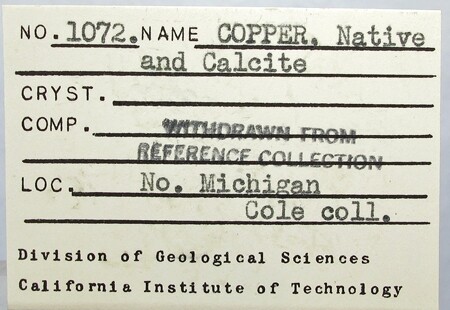 NO. 1072. NAME COPPER, Native
and Calcite
CRYST.
COMP. WITHDRAWN FROM
REFERENCE COLLECTION
LOC. No. Michigan
Cole coll.
Division of Geological Sciences
California Institute of Technology